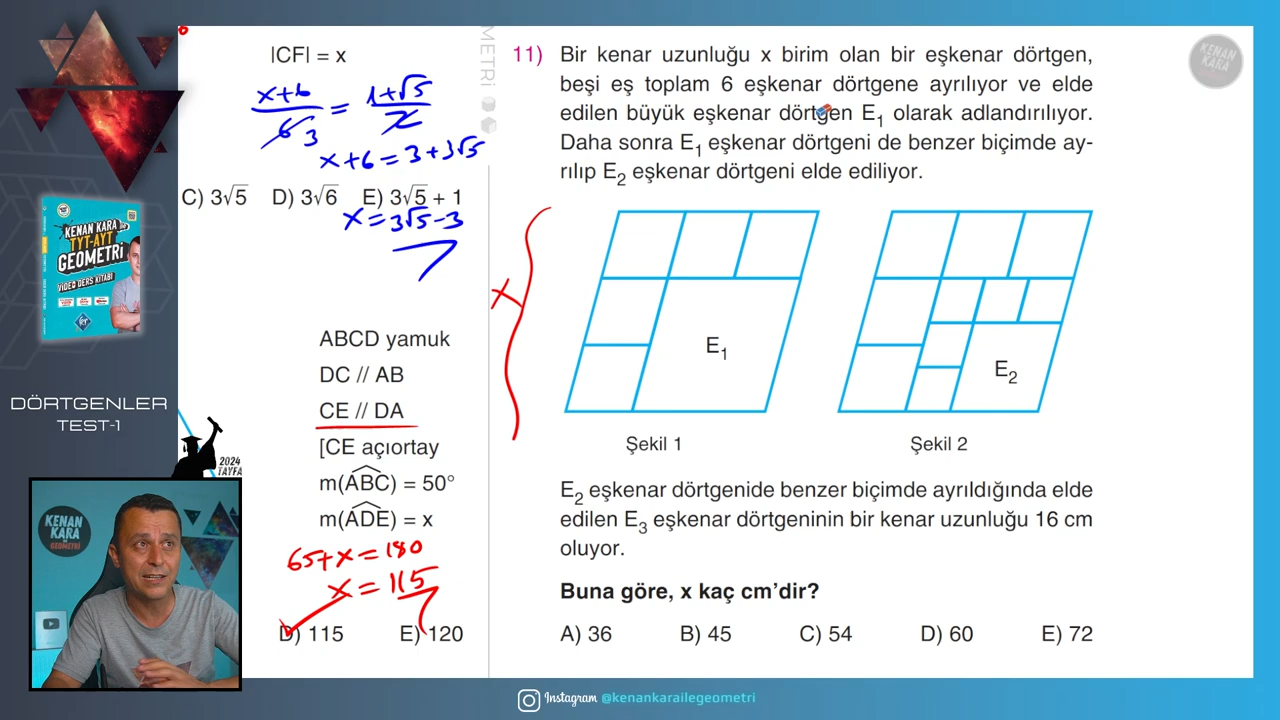 |CF| = x
x+6 / 6 3 = 1+√5 / 2
x+6 = 3+3√5
C) 3√5 D) 3√6 E) 3√5 + 1
x = 3√5-3
ABCD yamuk
DC // AB
CE // DA
[CE açıortay
m(ABC) = 50°
m(ADE) = x
65+x = 180
x = 115
D) 115 E) 120
METRİ
11) Bir kenar uzunluğu x birim olan bir eşkenar dörtgen,
beşi eş toplam 6 eşkenar dörtgene ayrılıyor ve elde
edilen büyük eşkenar dörtgen E1 olarak adlandırılıyor.
Daha sonra E1 eşkenar dörtgeni de benzer biçimde ay-
rılıp E2 eşkenar dörtgeni elde ediliyor.
x
E1
E2
Şekil 1
Şekil 2
E2 eşkenar dörtgenide benzer biçimde ayrıldığında elde
edilen E3 eşkenar dörtgeninin bir kenar uzunluğu 16 cm
oluyor.
Buna göre, x kaç cm'dir?
A) 36 B) 45 C) 54 D) 60 E) 72
KENAN
KARA
KENAN KARA
TYT-AYT
GEOMETRİ
VİDEO DERS KİTABI
DÖRTGENLER
TEST-1
2024
TAYFA
KENAN
KARA
GEOMETRİ
Instagram @kenankarailegeometri